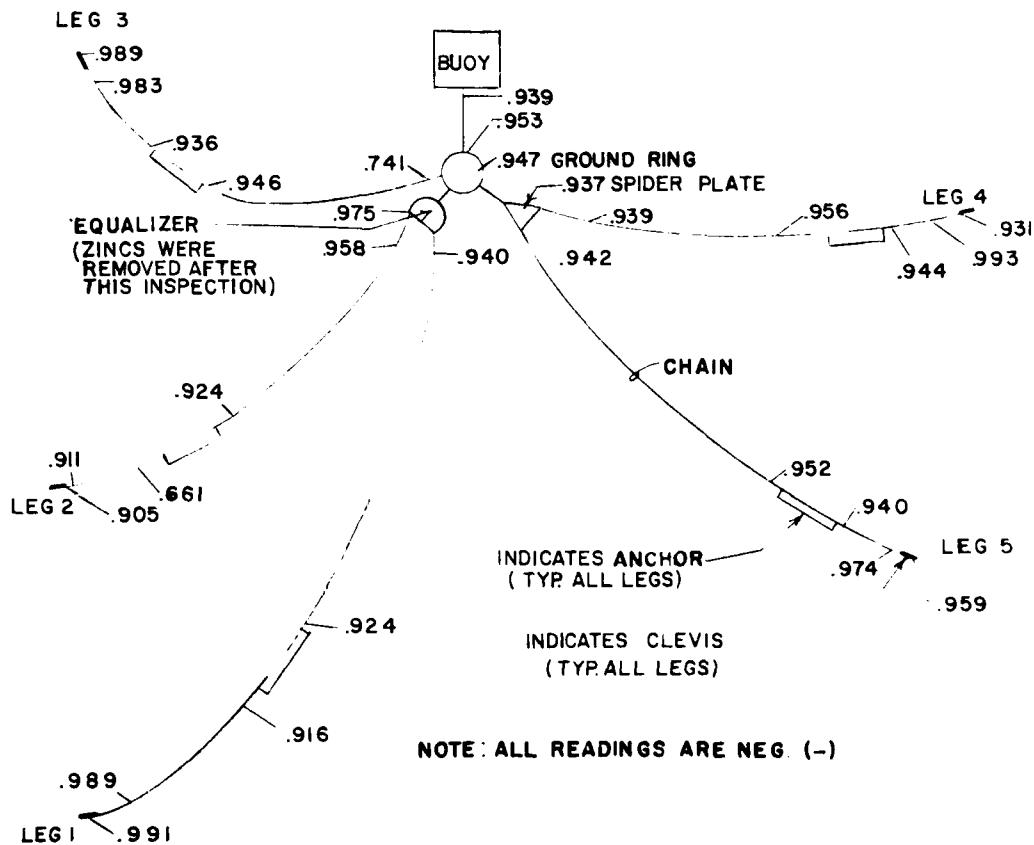 LEG 3
.989
.983
BUOY
.939
.953
.936
.741
.947 GROUND RING
.946
.937 SPIDER PLATE
LEG 4
EQUALIZER
(ZINCS WERE
REMOVED AFTER
THIS INSPECTION)
.975
.958
.940
.939
.942
.956
.931
.993
.944
CHAIN
.924
.911
.661
LEG 2
.905
.952
.940
INDICATES ANCHOR
(TYP. ALL LEGS)
LEG 5
.974
.959
.924
INDICATES CLEVIS
(TYP. ALL LEGS)
.916
NOTE: ALL READINGS ARE NEG. (-)
.989
LEG 1
.991